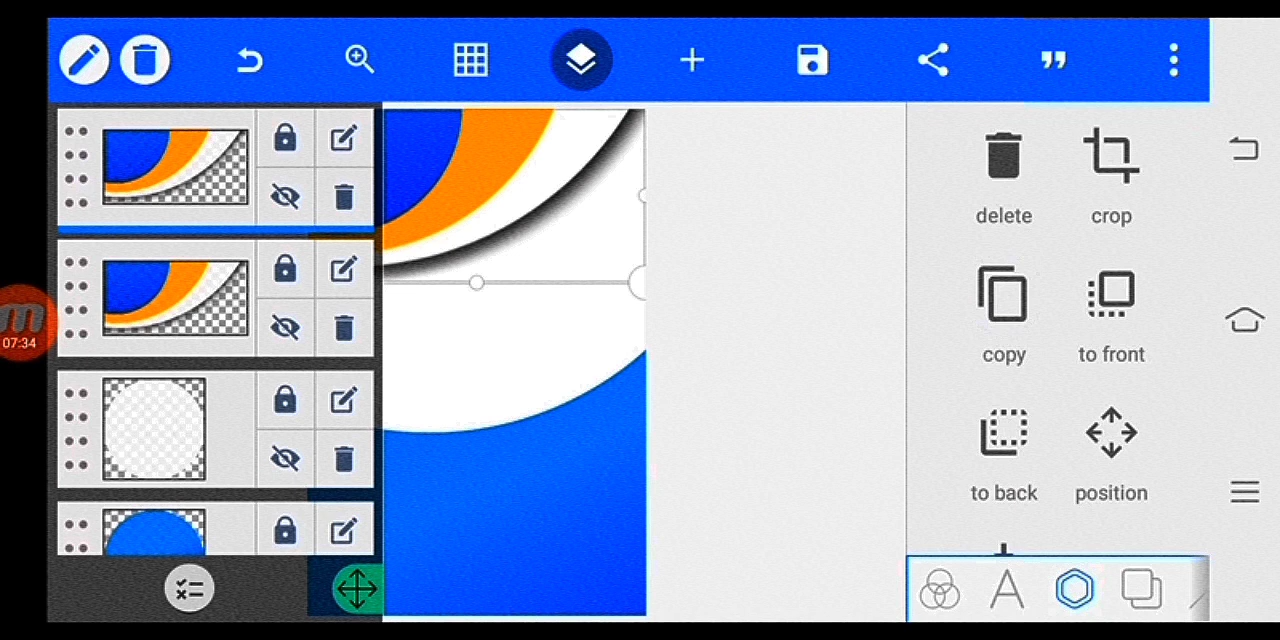 delete
crop
m
07:34
copy
to front
to back
position